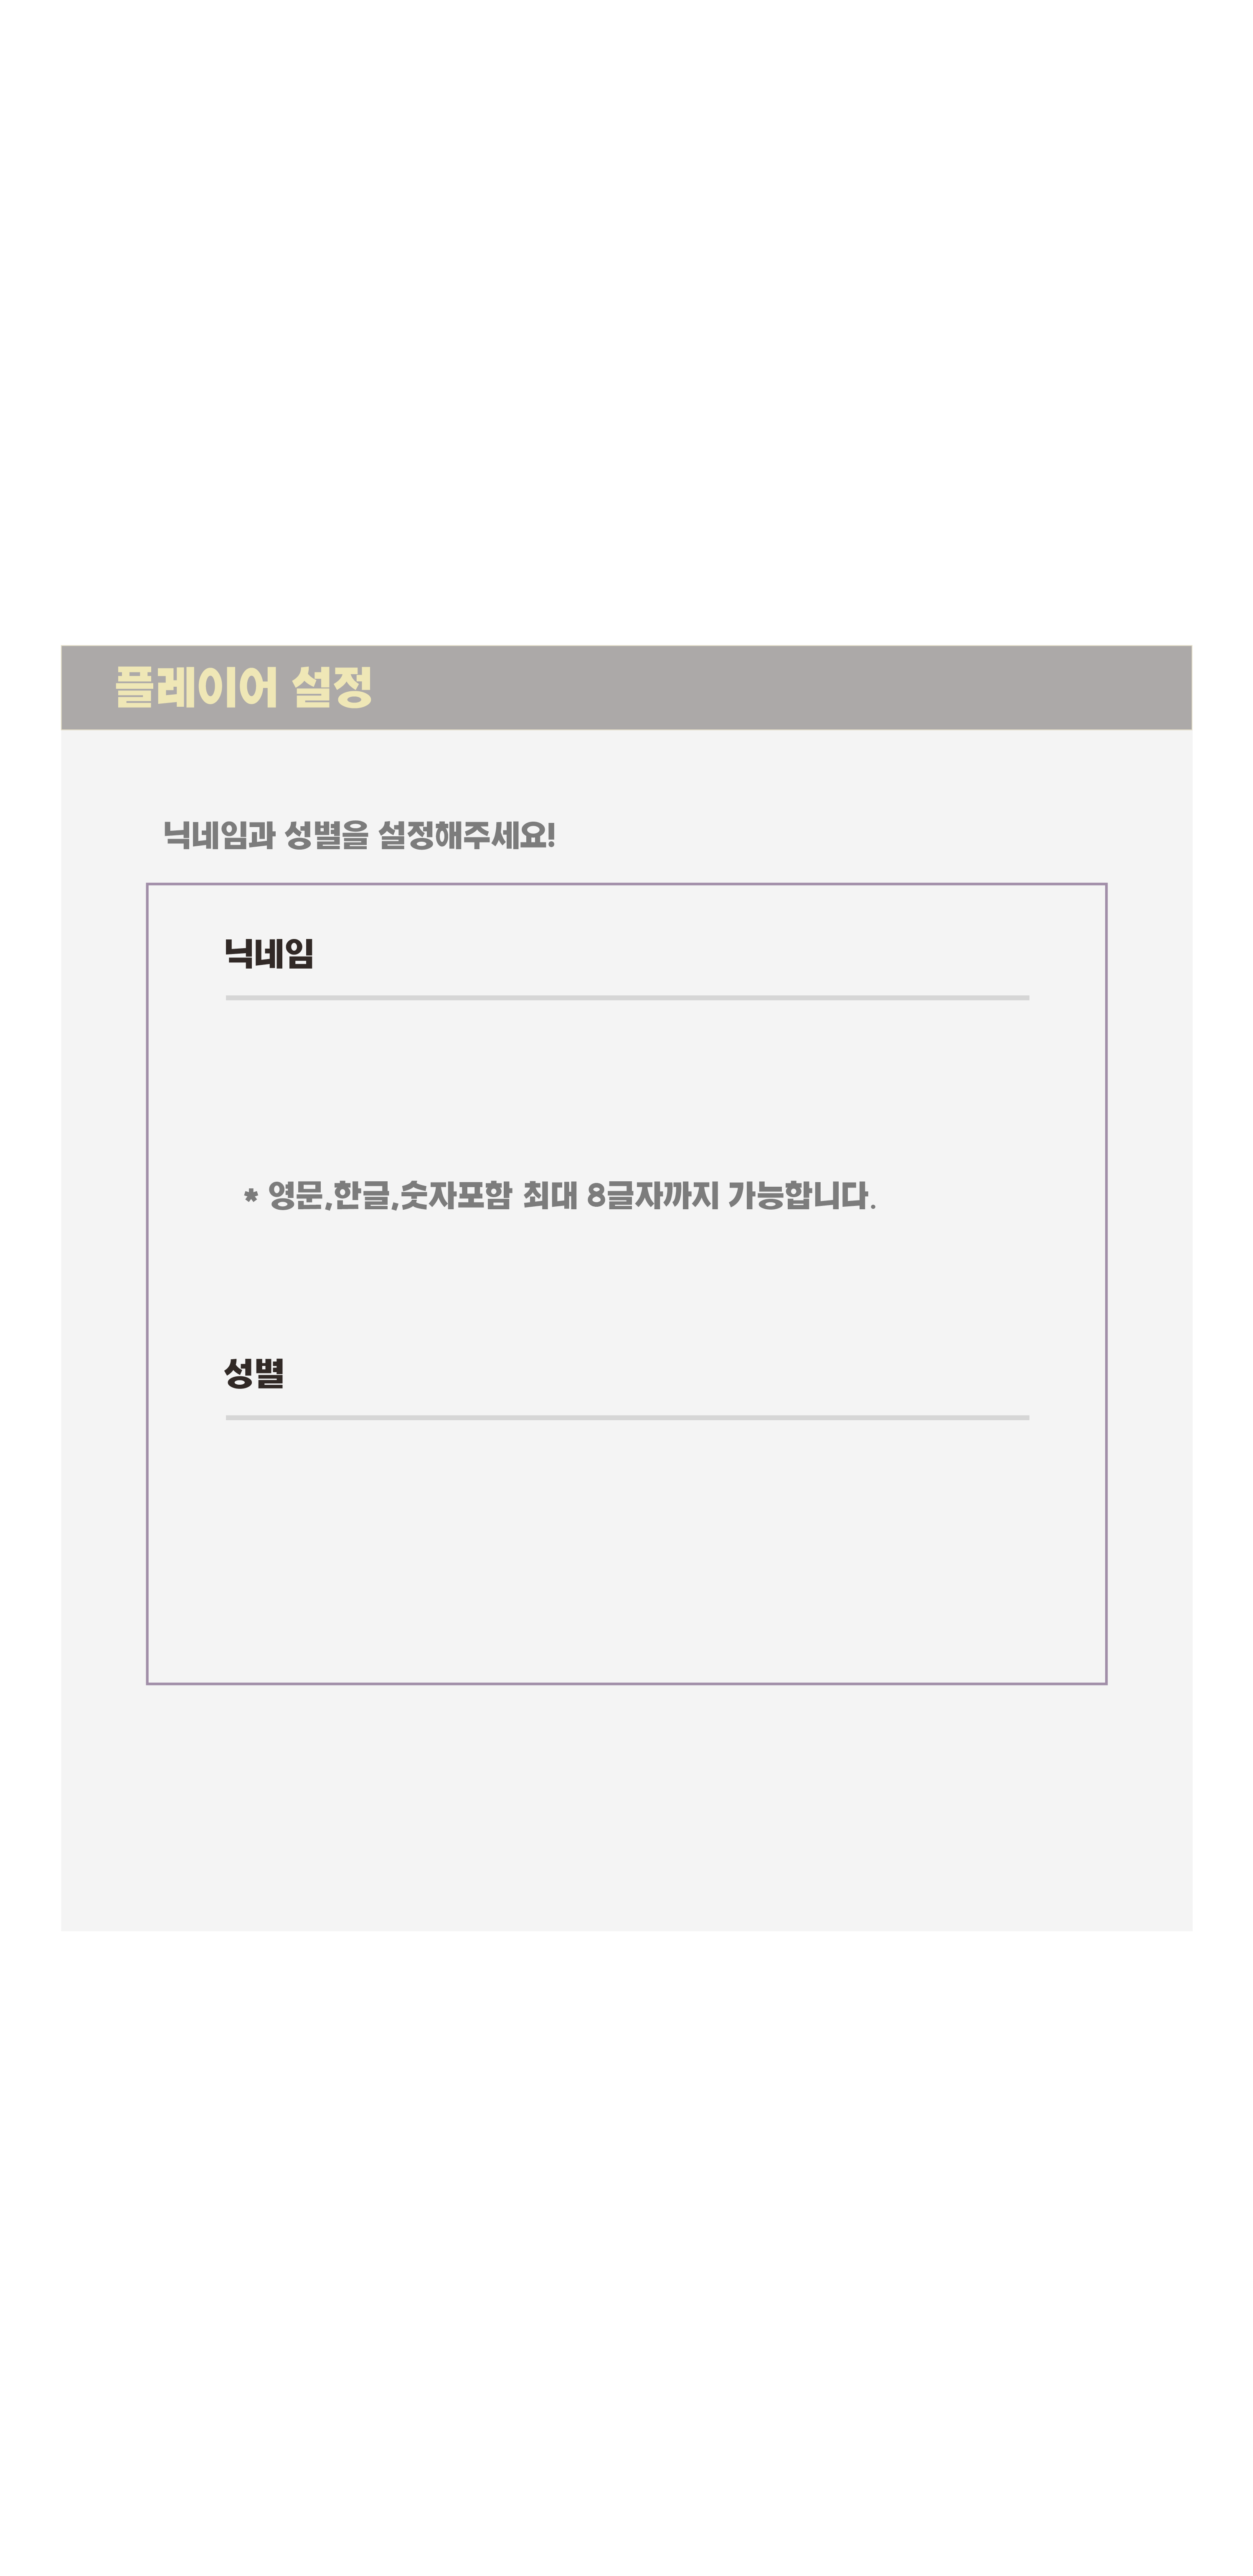 플레이어 설정
닉네임과 성별을 설정해주세요!
닉네임
* 영문,한글,숫자포함 최대 8글자까지 가능합니다.
성별